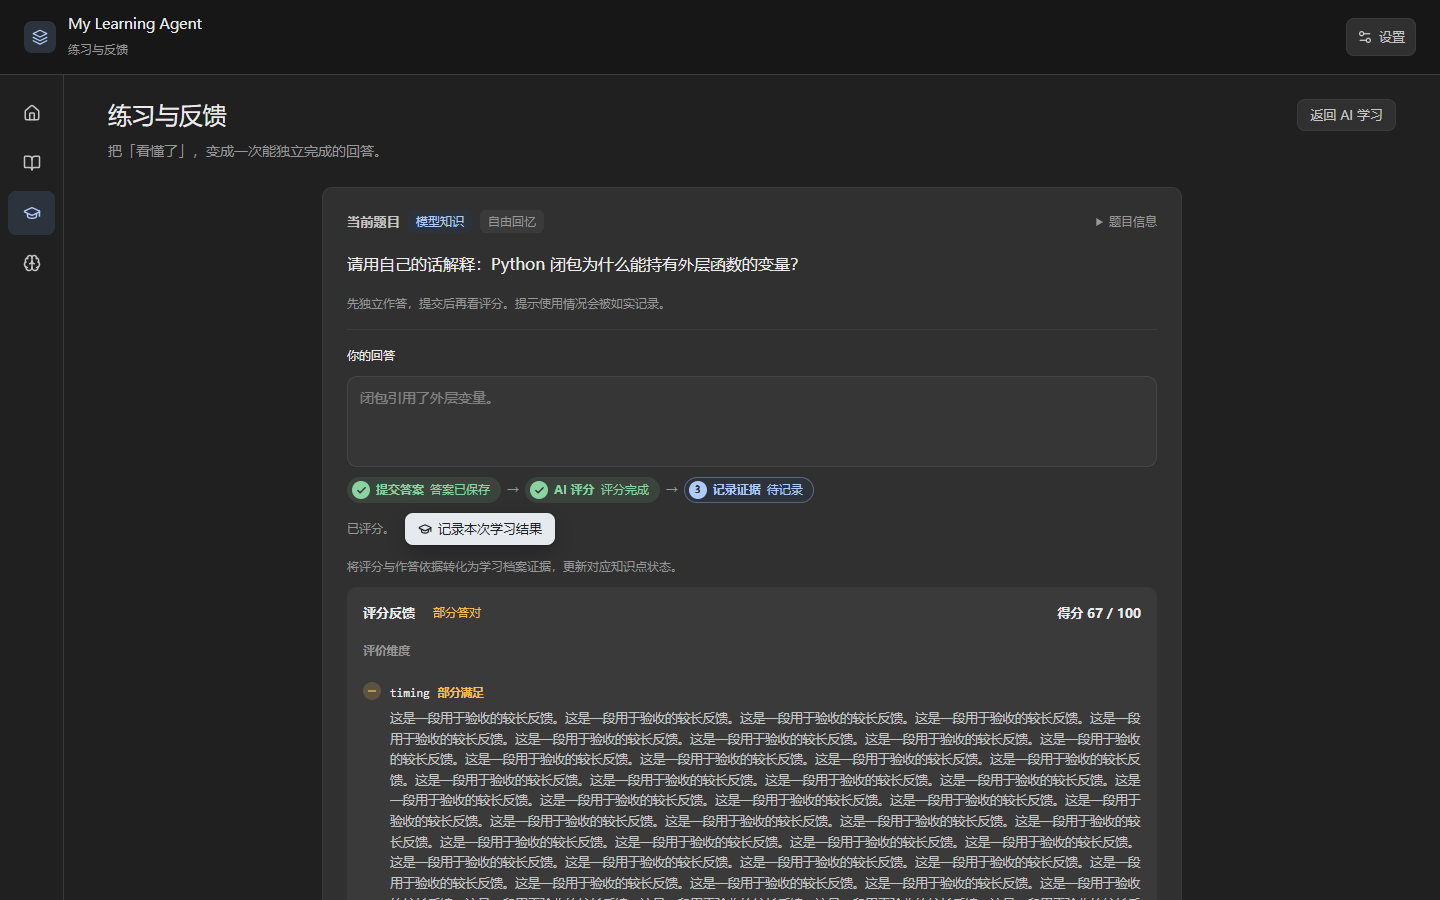 My Learning Agent
练习与反馈
设置
练习与反馈
返回 AI 学习
把「看懂了」，变成一次能独立完成的回答。
当前题目 模型知识 自由回忆
题目信息
请用自己的话解释：Python 闭包为什么能持有外层函数的变量？
先独立作答，提交后再看评分。提示使用情况会被如实记录。
你的回答
闭包引用了外层变量。
提交答案 答案已保存 → AI 评分 评分完成 → 3 记录证据 待记录
已评分。 记录本次学习结果
将评分与作答依据转化为学习档案证据，更新对应知识点状态。
评分反馈 部分答对
得分 67 / 100
评价维度
timing 部分满足
这是一段用于验收的较长反馈。这是一段用于验收的较长反馈。这是一段用于验收的较长反馈。这是一段用于验收的较长反馈。这是一段
用于验收的较长反馈。这是一段用于验收的较长反馈。这是一段用于验收的较长反馈。这是一段用于验收的较长反馈。这是一段用于验收
的较长反馈。这是一段用于验收的较长反馈。这是一段用于验收的较长反馈。这是一段用于验收的较长反馈。这是一段用于验收的较长反
馈。这是一段用于验收的较长反馈。这是一段用于验收的较长反馈。这是一段用于验收的较长反馈。这是一段用于验收的较长反馈。这是
一段用于验收的较长反馈。这是一段用于验收的较长反馈。这是一段用于验收的较长反馈。这是一段用于验收的较长反馈。这是一段用于
验收的较长反馈。这是一段用于验收的较长反馈。这是一段用于验收的较长反馈。这是一段用于验收的较长反馈。这是一段用于验收的较
长反馈。这是一段用于验收的较长反馈。这是一段用于验收的较长反馈。这是一段用于验收的较长反馈。这是一段用于验收的较长反馈。
这是一段用于验收的较长反馈。这是一段用于验收的较长反馈。这是一段用于验收的较长反馈。这是一段用于验收的较长反馈。这是一段
用于验收的较长反馈。这是一段用于验收的较长反馈。这是一段用于验收的较长反馈。这是一段用于验收的较长反馈。这是一段用于验收